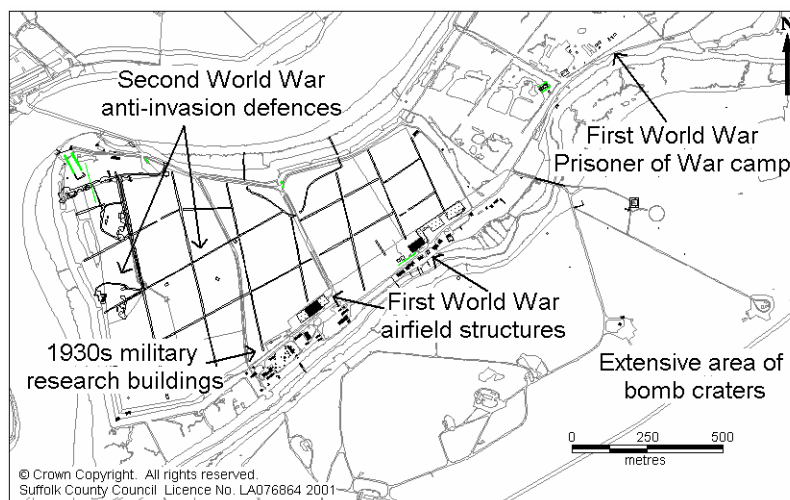 N
Second World War
anti-invasion defences
First World War
Prisoner of War camp
First World War
airfield structures
1930s military
research buildings
Extensive area of
bomb craters
0 250 500
metres
© Crown Copyright. All rights reserved.
Suffolk County Council Licence No. LA076864 2001